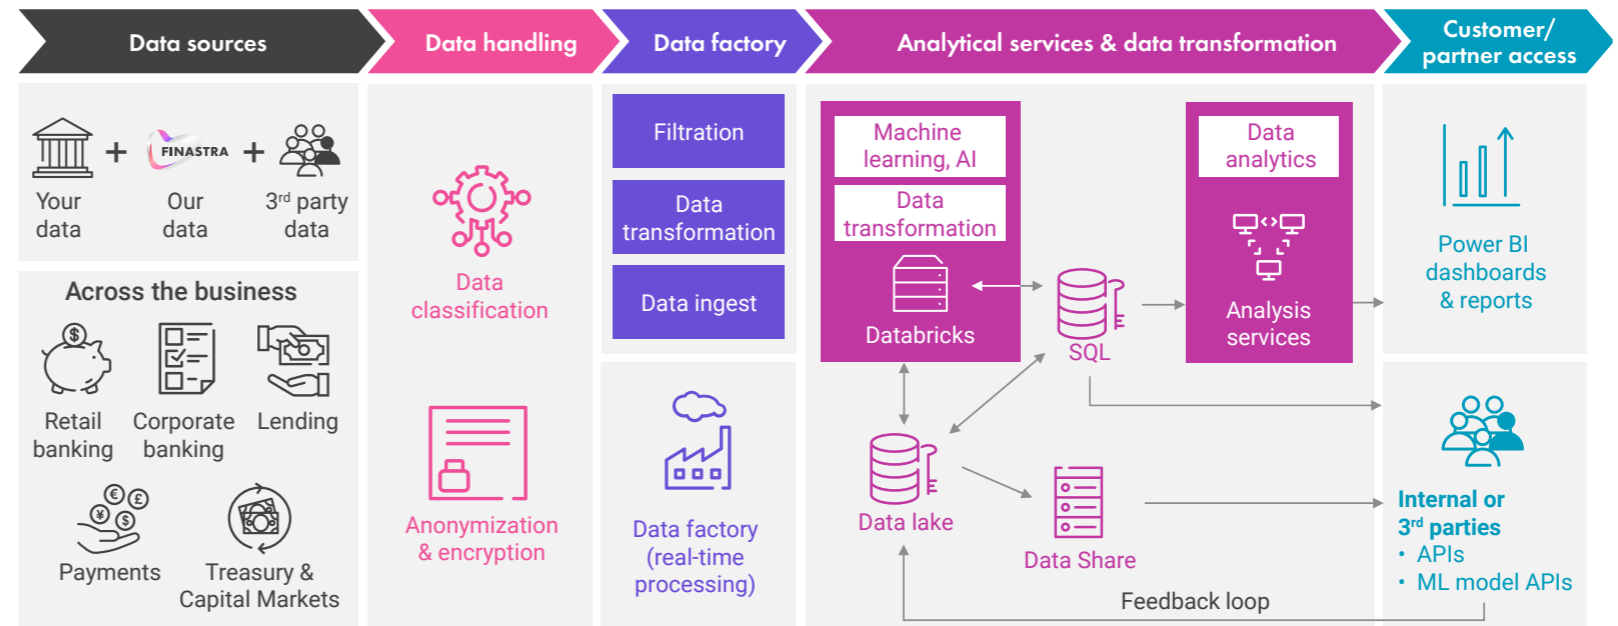 Data sources
Data handling
Data factory
Analytical services & data transformation
Customer/
partner access
+
FINASTRA
+
Your
data
Our
data
3rd party
data
Across the business
$
Retail
banking
Corporate
banking
Lending
€
£
¥
$
Payments
Treasury &
Capital Markets
Data
classification
Anonymization
& encryption
Filtration
Data
transformation
Data ingest
Data factory
(real-time
processing)
Machine
learning, AI
Data
transformation
Databricks
SQL
Data
analytics
Analysis
services
Data lake
Data Share
Feedback loop
Power BI
dashboards
& reports
Internal or
3rd parties
• APIs
• ML model APIs